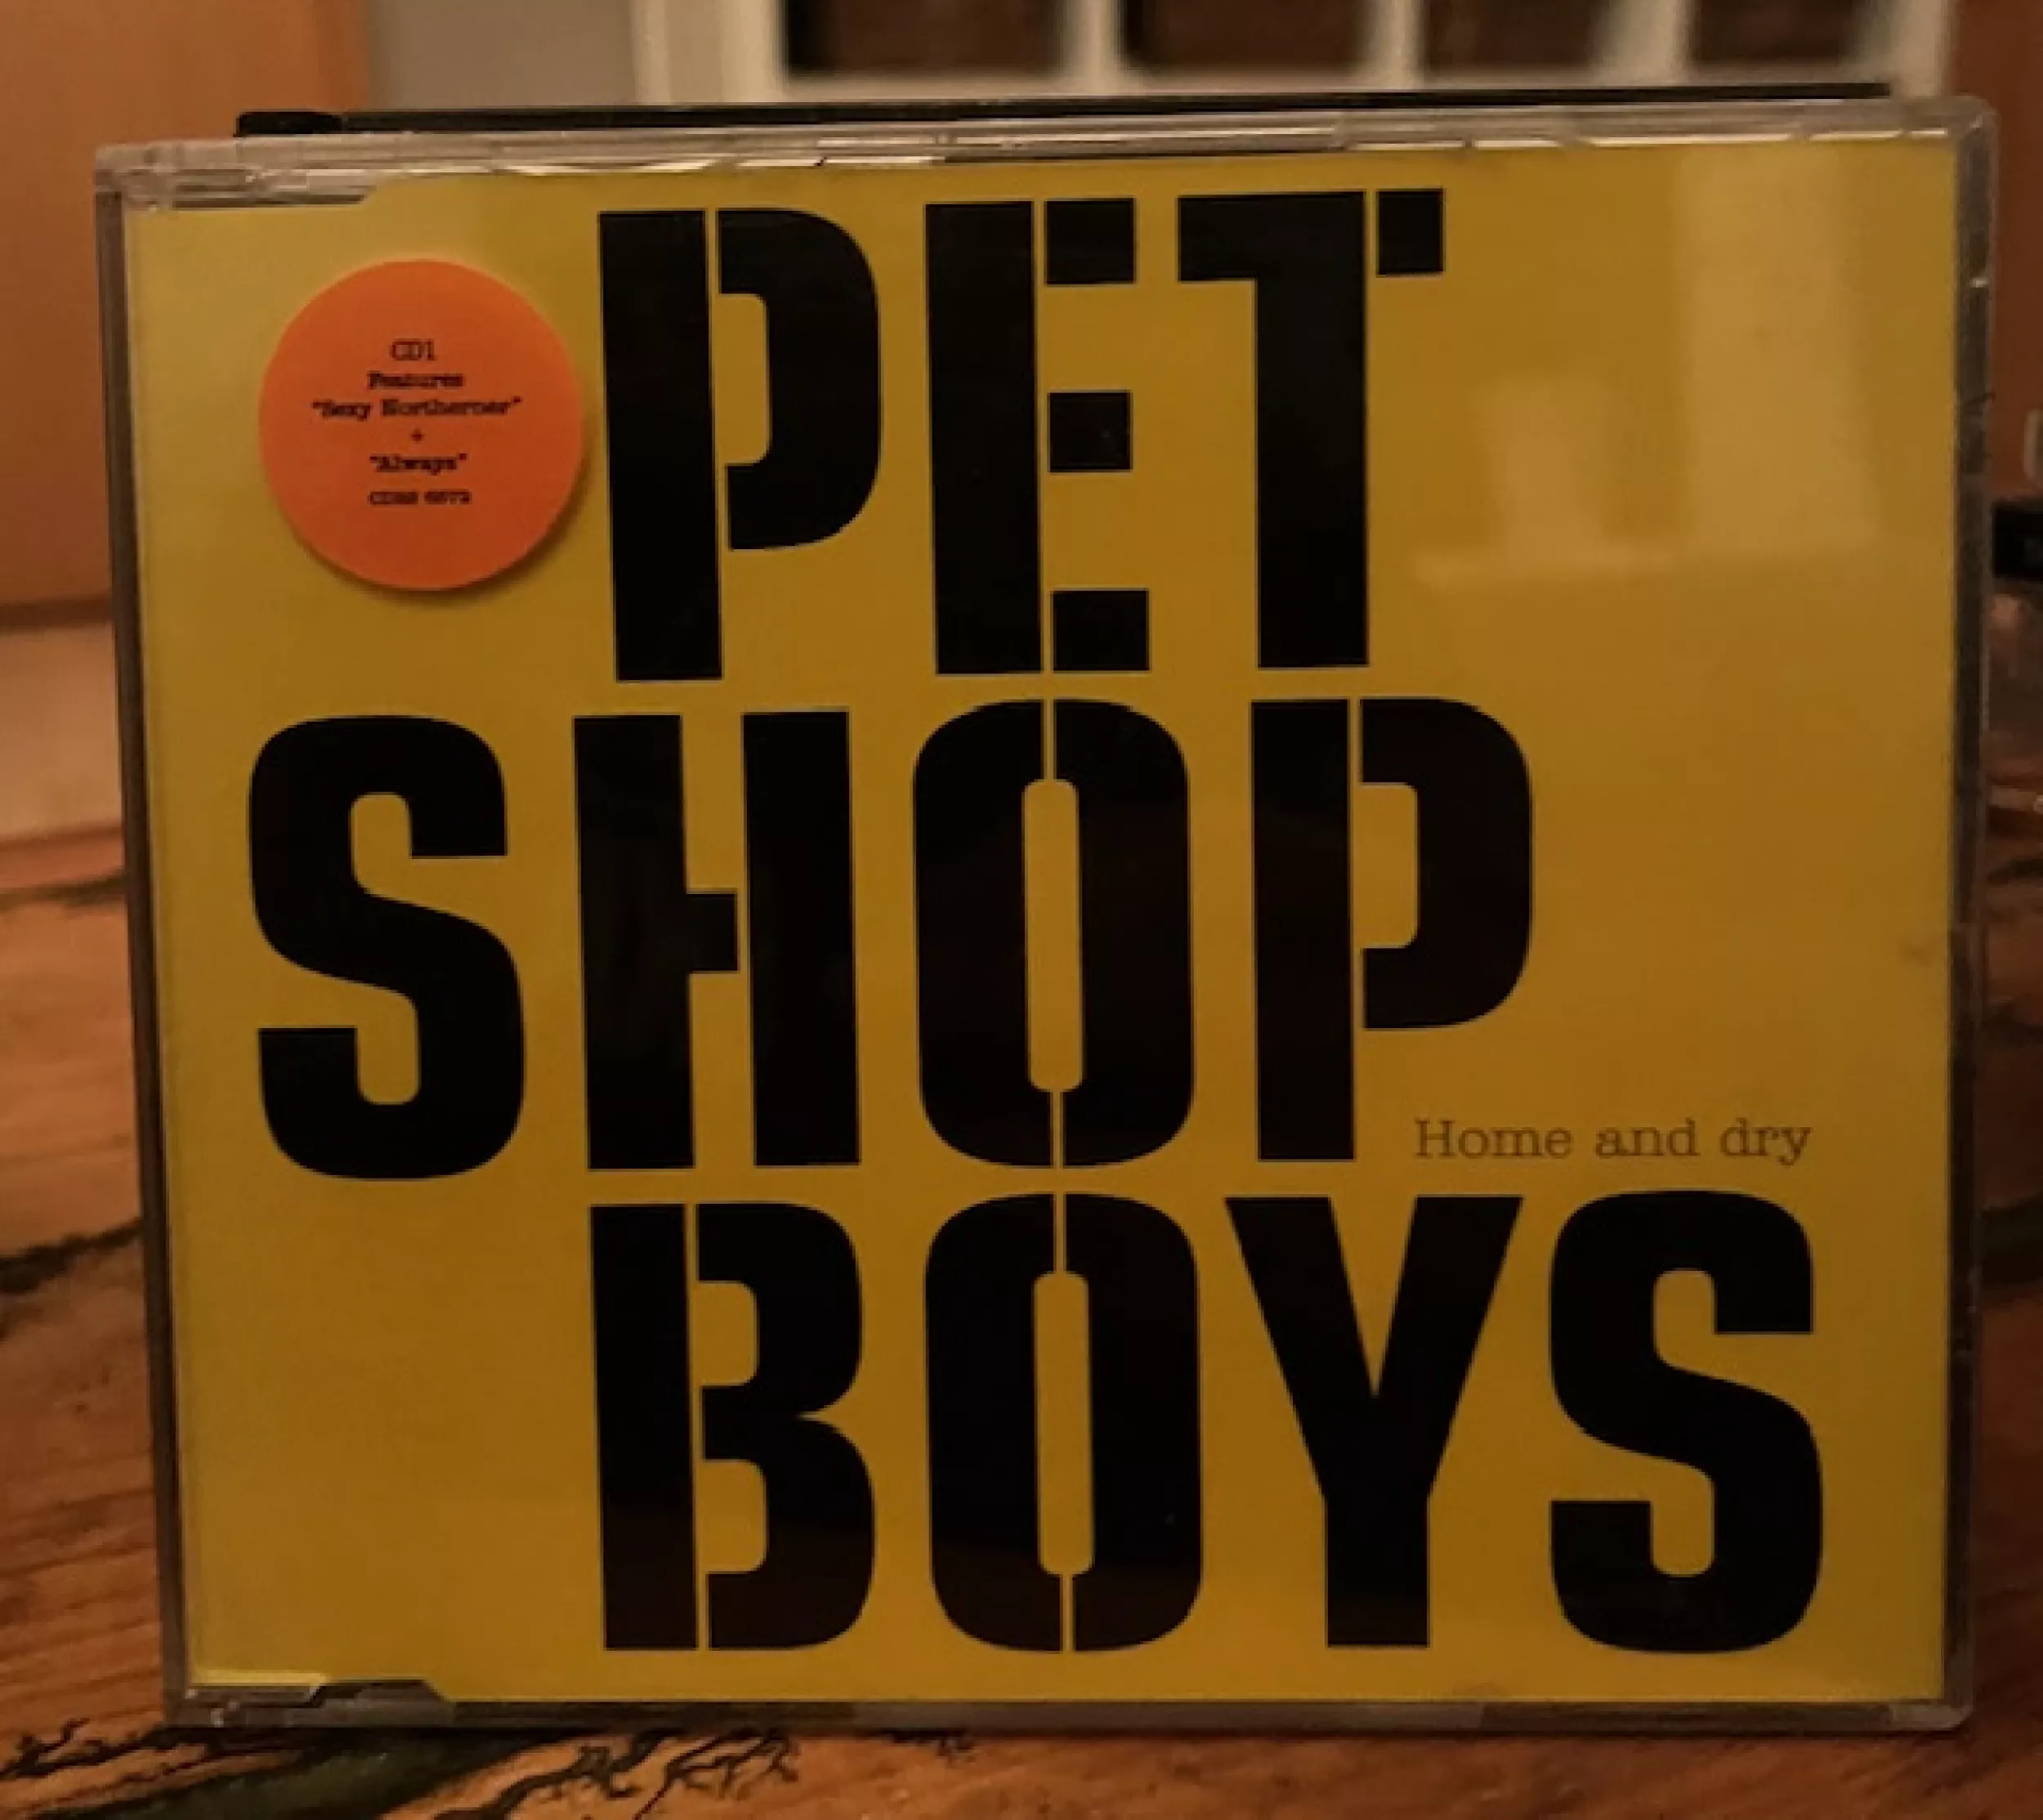 CD1
Features
"Sexy Northerner"
+
"Always"
PET
SHOP
Home and dry
BOYS